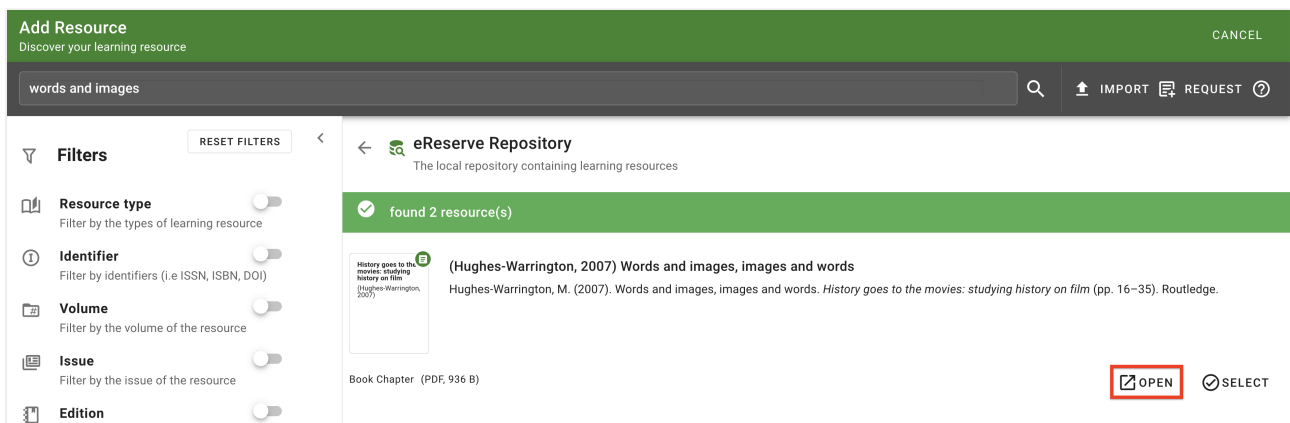 Add Resource
Discover your learning resource
CANCEL
words and images
IMPORT
REQUEST
RESET FILTERS
Filters
Resource type
Filter by the types of learning resource
Identifier
Filter by identifiers (i.e ISSN, ISBN, DOI)
Volume
Filter by the volume of the resource
Issue
Filter by the issue of the resource
Edition
eReserve Repository
The local repository containing learning resources
found 2 resource(s)
History goes to the
movies: studying
history on film
(Hughes-Warrington,
2007)
(Hughes-Warrington, 2007) Words and images, images and words
Hughes-Warrington, M. (2007). Words and images, images and words. History goes to the movies: studying history on film (pp. 16–35). Routledge.
Book Chapter (PDF, 936 B)
OPEN
SELECT